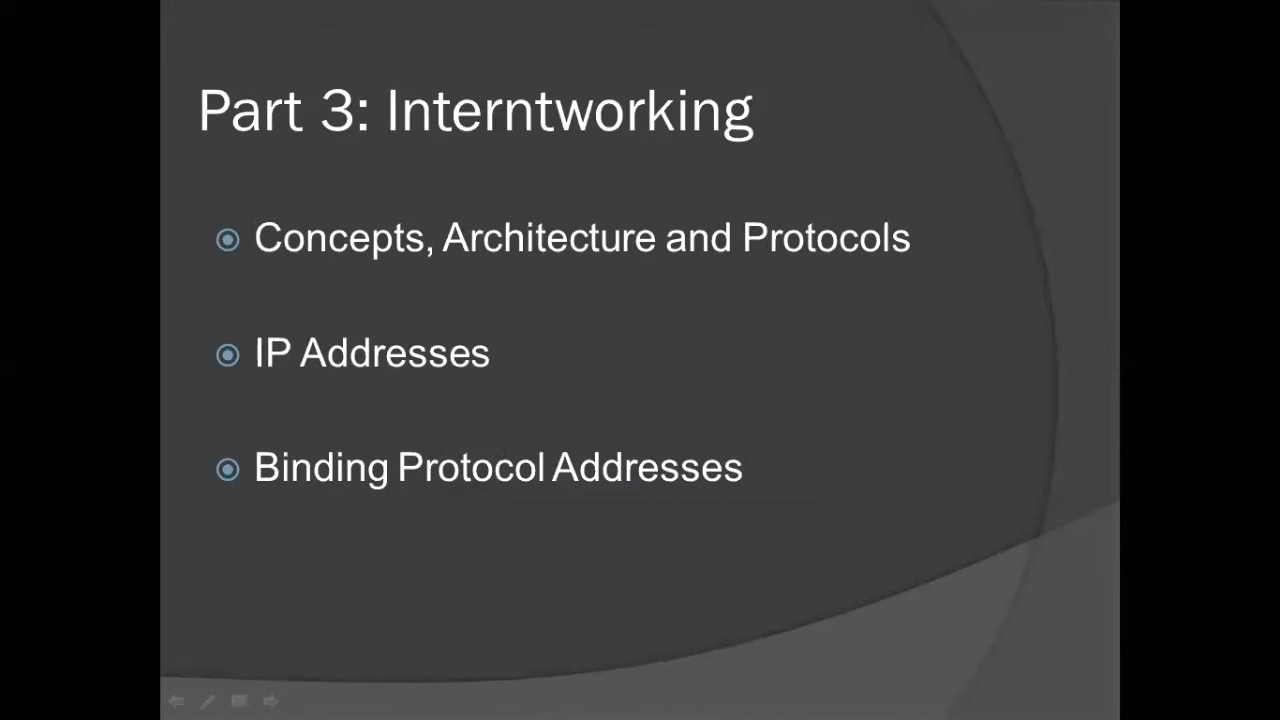 Part 3: Interntworking
Concepts, Architecture and Protocols
IP Addresses
Binding Protocol Addresses